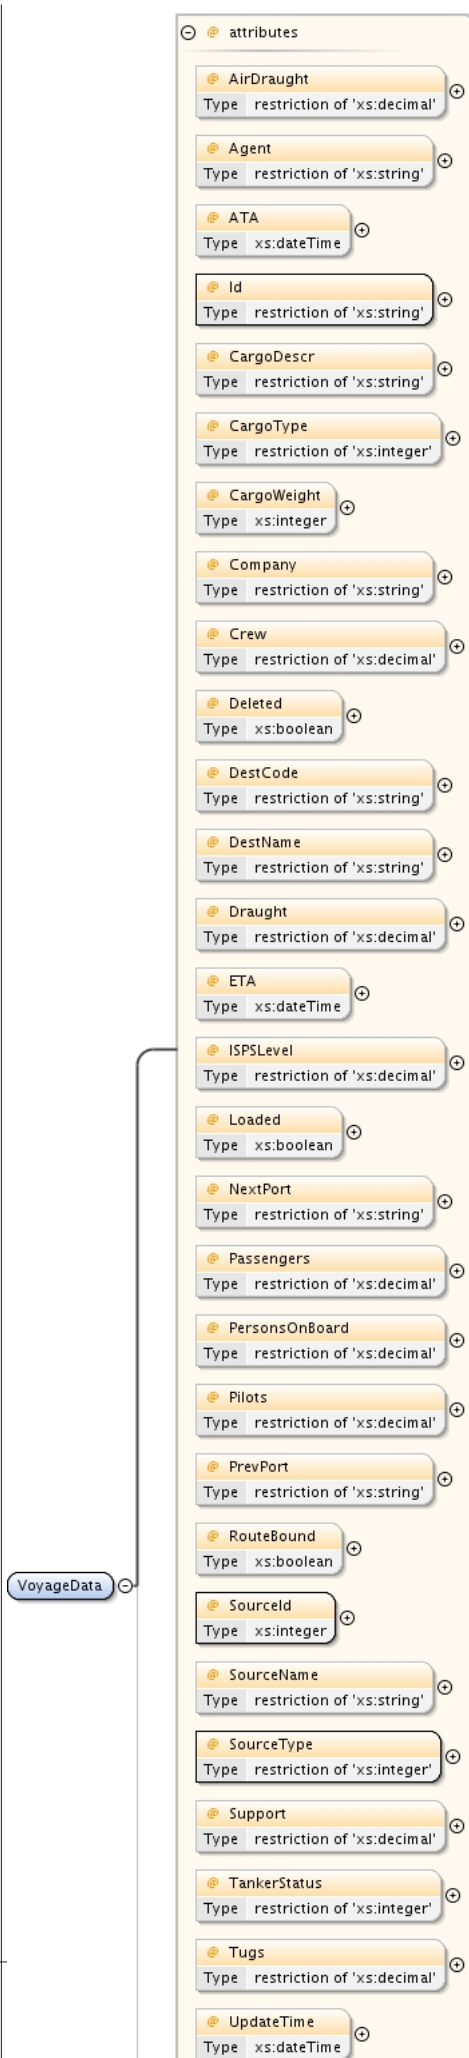 @ attributes
@ AirDraught
Type restriction of 'xs:decimal'
@ Agent
Type restriction of 'xs:string'
@ ATA
Type xs:dateTime
@ Id
Type restriction of 'xs:string'
@ CargoDescr
Type restriction of 'xs:string'
@ CargoType
Type restriction of 'xs:integer'
@ CargoWeight
Type xs:integer
@ Company
Type restriction of 'xs:string'
@ Crew
Type restriction of 'xs:decimal'
@ Deleted
Type xs:boolean
@ DestCode
Type restriction of 'xs:string'
@ DestName
Type restriction of 'xs:string'
@ Draught
Type restriction of 'xs:decimal'
@ ETA
Type xs:dateTime
@ ISPSLevel
Type restriction of 'xs:decimal'
@ Loaded
Type xs:boolean
@ NextPort
Type restriction of 'xs:string'
@ Passengers
Type restriction of 'xs:decimal'
@ PersonsOnBoard
Type restriction of 'xs:decimal'
@ Pilots
Type restriction of 'xs:decimal'
@ PrevPort
Type restriction of 'xs:string'
@ RouteBound
Type xs:boolean
VoyageData
@ SourceId
Type xs:integer
@ SourceName
Type restriction of 'xs:string'
@ SourceType
Type restriction of 'xs:integer'
@ Support
Type restriction of 'xs:decimal'
@ TankerStatus
Type restriction of 'xs:integer'
@ Tugs
Type restriction of 'xs:decimal'
@ UpdateTime
Type xs:dateTime